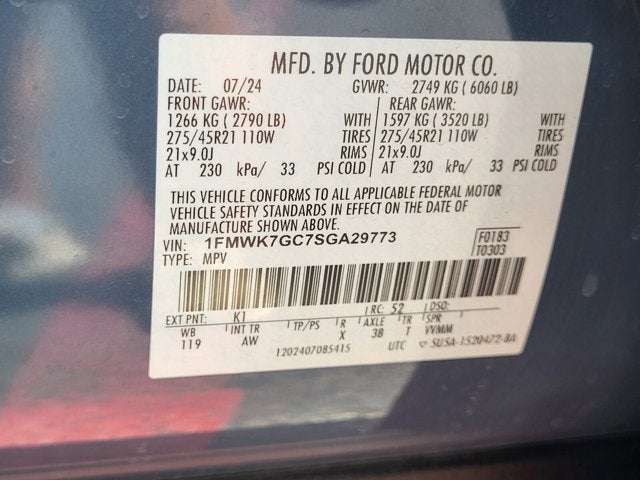 MFD. BY FORD MOTOR CO.
DATE: 07/24 GVWR: 2749 KG ( 6060 LB)
FRONT GAWR: REAR GAWR:
1266 KG ( 2790 LB) WITH 1597 KG ( 3520 LB) WITH
275/45R21 110W TIRES 275/45R21 110W TIRES
21x9.0J RIMS 21x9.0J RIMS
AT 230 kPa/ 33 PSI COLD AT 230 kPa/ 33 PSI COLD
THIS VEHICLE CONFORMS TO ALL APPLICABLE FEDERAL MOTOR
VEHICLE SAFETY STANDARDS IN EFFECT ON THE DATE OF
MANUFACTURE SHOWN ABOVE.
VIN: 1FMWK7GC7SGA29773 F0183
TYPE: MPV T0303
EXT PNT: K1 RC: 52 DSO:
WB INT TR TP/PS R AXLE TR SPR
119 AW X 3B T VVMM
1202407085415 UTC SUSA-1520472-BA